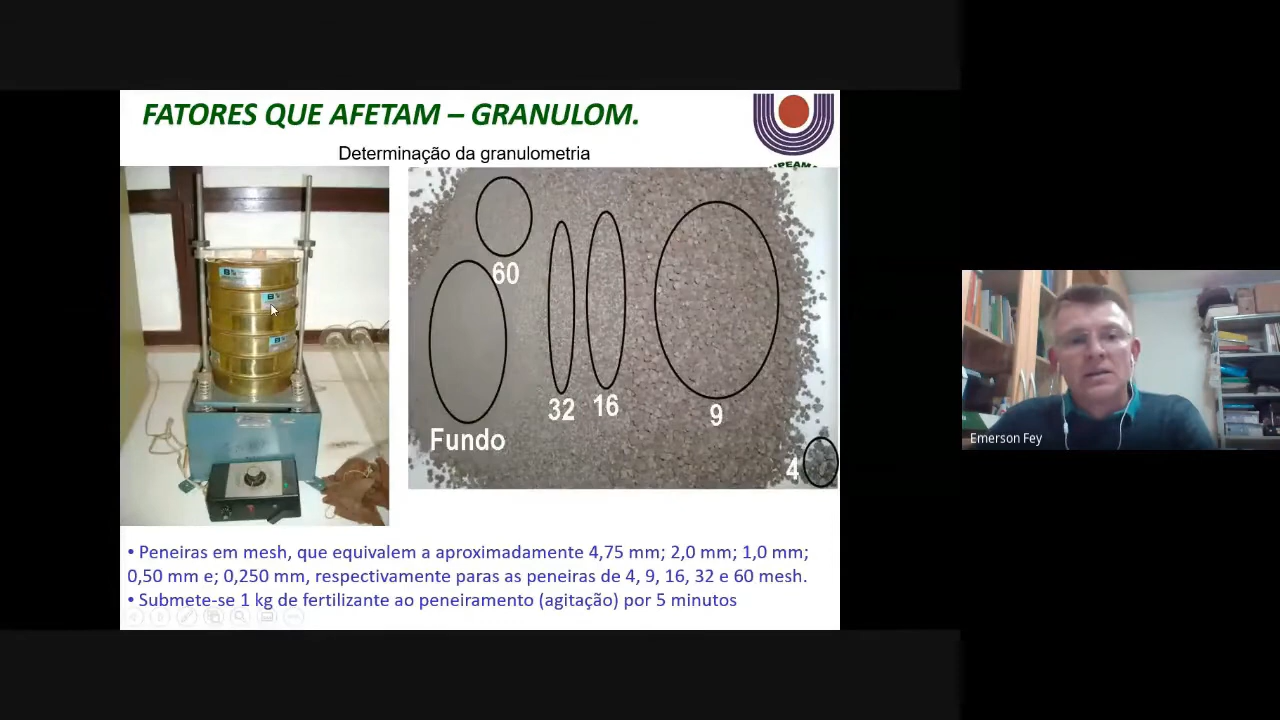 FATORES QUE AFETAM – GRANULOM.
Determinação da granulometria
60
32
16
9
Fundo
4
Emerson Fey
• Peneiras em mesh, que equivalem a aproximadamente 4,75 mm; 2,0 mm; 1,0 mm;
0,50 mm e; 0,250 mm, respectivamente paras as peneiras de 4, 9, 16, 32 e 60 mesh.
• Submete-se 1 kg de fertilizante ao peneiramento (agitação) por 5 minutos